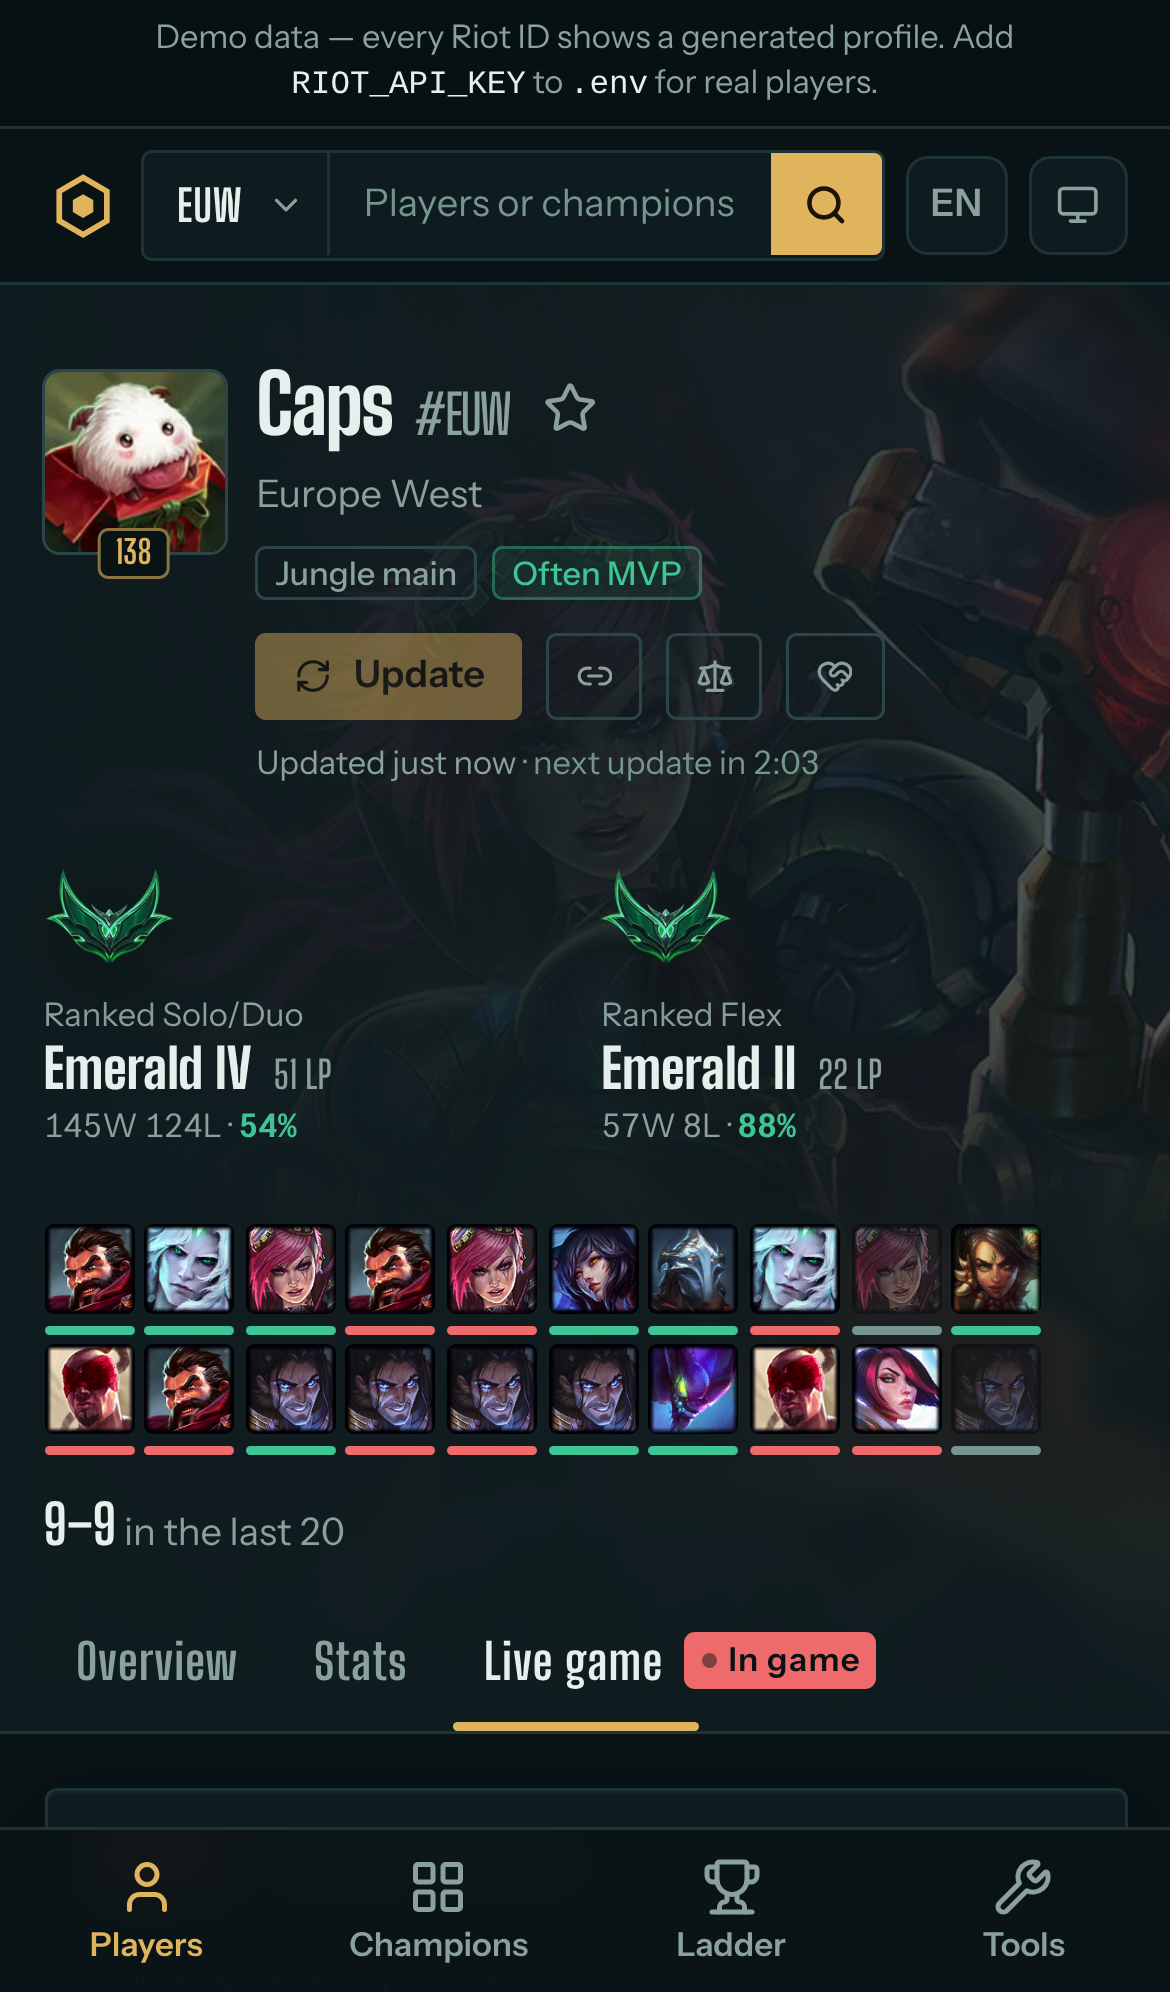 Demo data — every Riot ID shows a generated profile. Add
RIOT_API_KEY to .env for real players.
EUW
Players or champions
EN
Caps #EUW
Europe West
138
Jungle main
Often MVP
Update
Updated just now · next update in 2:03
Ranked Solo/Duo
Emerald IV 51 LP
145W 124L · 54%
Ranked Flex
Emerald II 22 LP
57W 8L · 88%
9–9 in the last 20
Overview
Stats
Live game
In game
Players
Champions
Ladder
Tools